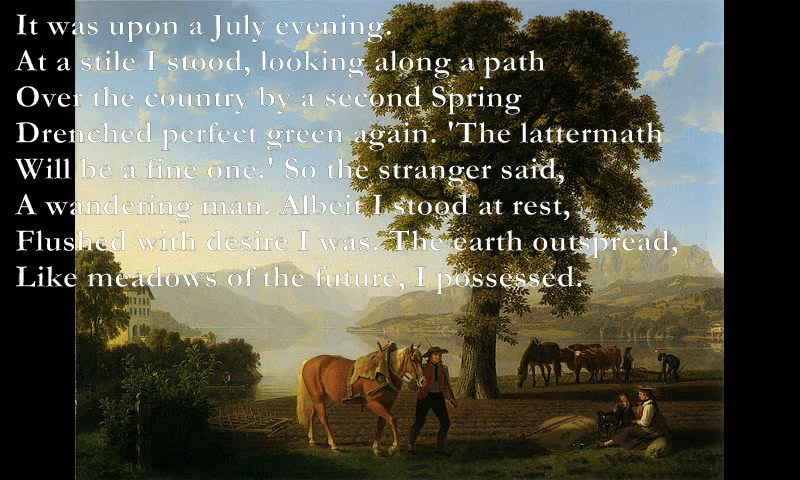 It was upon a July evening.
At a stile I stood, looking along a path
Over the country by a second Spring
Drenched perfect green again. 'The lattermath
Will be a fine one.' So the stranger said,
A wandering man. Albeit I stood at rest,
Flushed with desire I was. The earth outspread,
Like meadows of the future, I possessed.